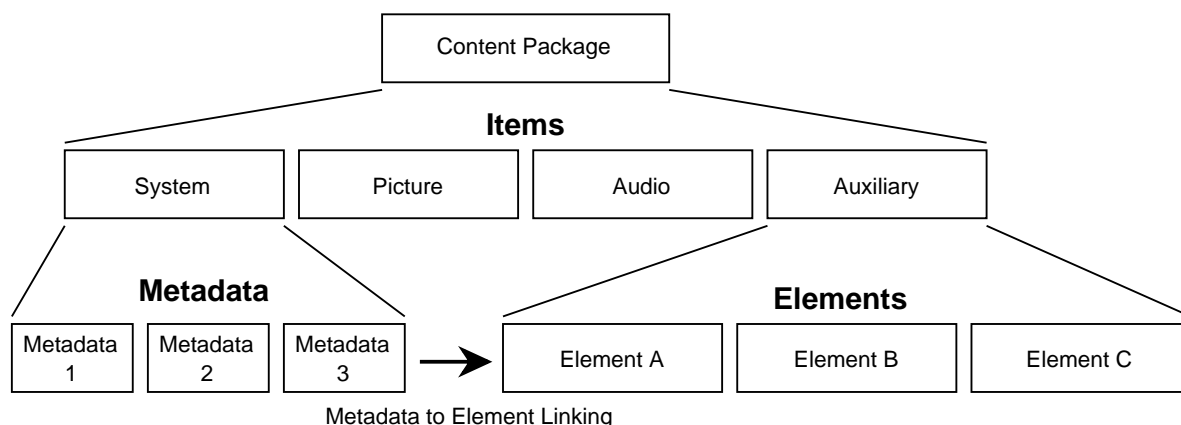 Content Package
Items
System
Picture
Audio
Auxiliary
Metadata
Elements
Metadata
1
Metadata
2
Metadata
3
Element A
Element B
Element C
Metadata to Element Linking